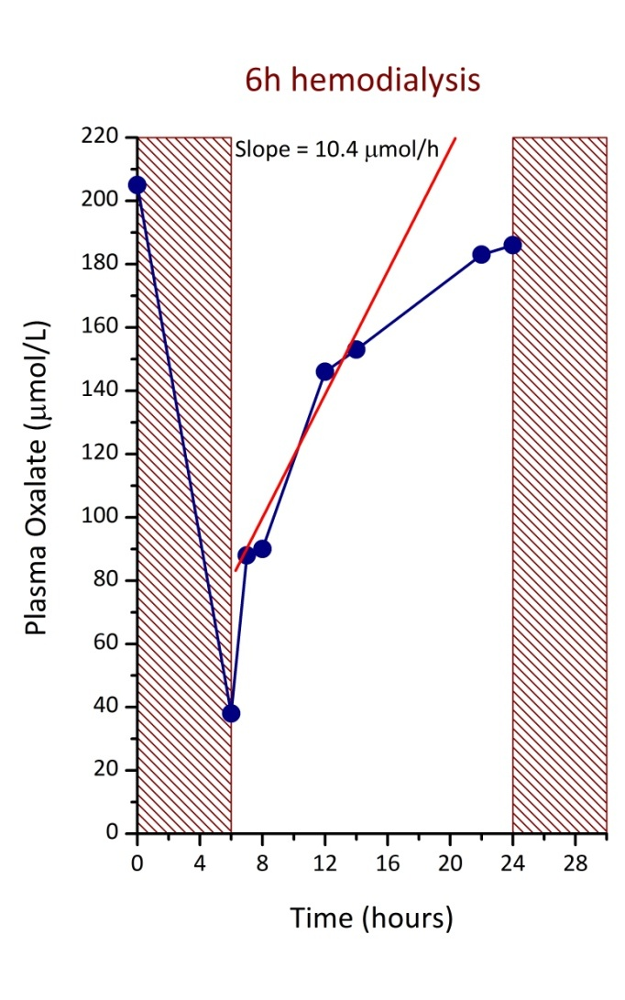 6h hemodialysis
Slope = 10.4 μmol/h
Plasma Oxalate (μmol/L)
220
200
180
160
140
120
100
80
60
40
20
0
0 4 8 12 16 20 24 28
Time (hours)